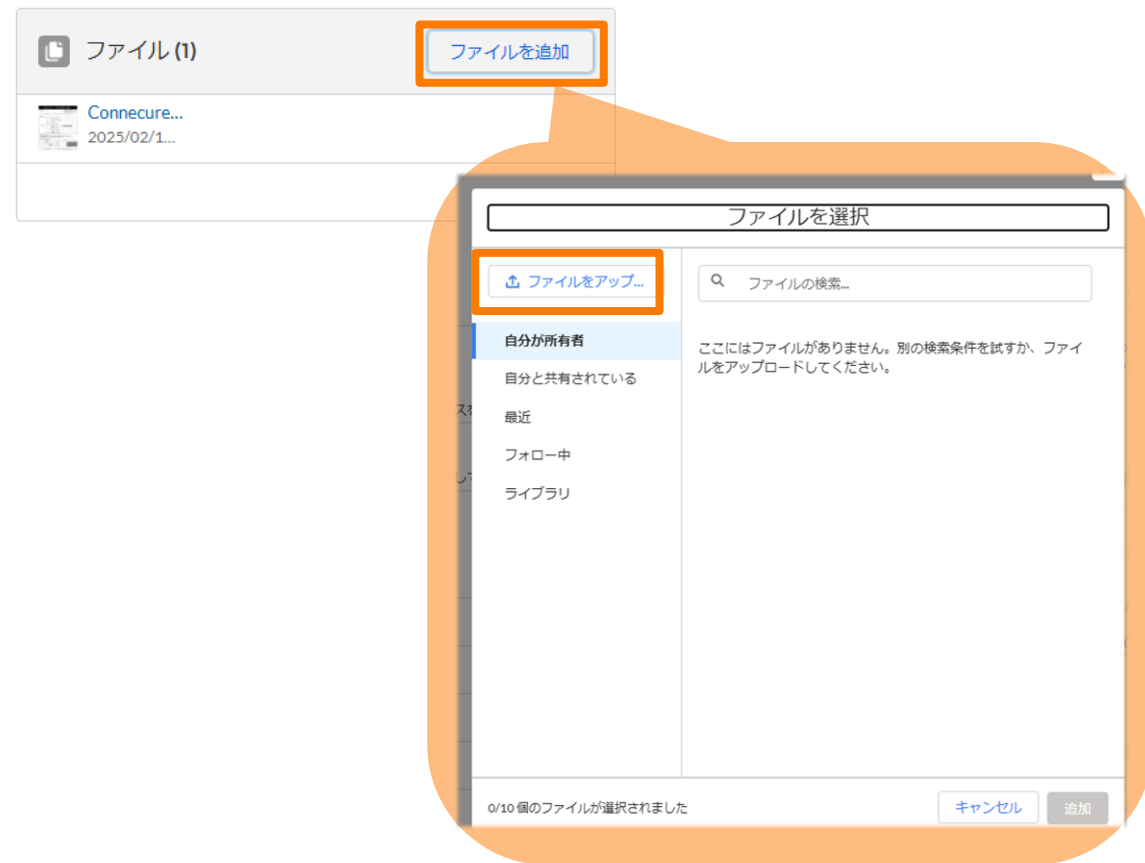 ファイル (1)
ファイルを追加
Connecure...
2025/02/1...
ファイルを選択
ファイルをアップ...
ファイルの検索...
自分が所有者
自分と共有されている
最近
フォロー中
ライブラリ
ここにはファイルがありません。別の検索条件を試すか、ファイ
ルをアップロードしてください。
0/10 個のファイルが選択されました
キャンセル
追加